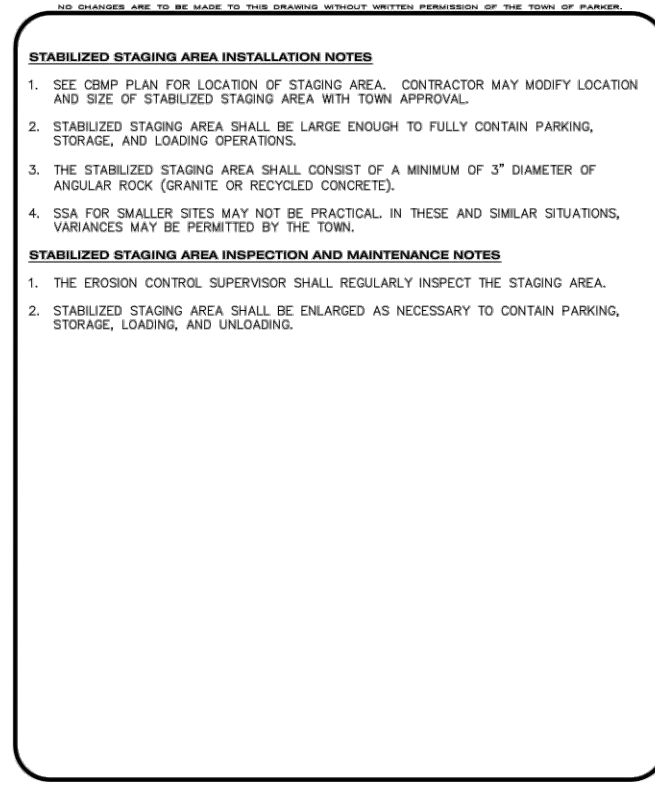 NO CHANGES ARE TO BE MADE TO THIS DRAWING WITHOUT WRITTEN PERMISSION OF THE TOWN OF PARKER.
STABILIZED STAGING AREA INSTALLATION NOTES
1. SEE CBMP PLAN FOR LOCATION OF STAGING AREA. CONTRACTOR MAY MODIFY LOCATION
AND SIZE OF STABILIZED STAGING AREA WITH TOWN APPROVAL.
2. STABILIZED STAGING AREA SHALL BE LARGE ENOUGH TO FULLY CONTAIN PARKING,
STORAGE, AND LOADING OPERATIONS.
3. THE STABILIZED STAGING AREA SHALL CONSIST OF A MINIMUM OF 3" DIAMETER OF
ANGULAR ROCK (GRANITE OR RECYCLED CONCRETE).
4. SSA FOR SMALLER SITES MAY NOT BE PRACTICAL. IN THESE AND SIMILAR SITUATIONS,
VARIANCES MAY BE PERMITTED BY THE TOWN.
STABILIZED STAGING AREA INSPECTION AND MAINTENANCE NOTES
1. THE EROSION CONTROL SUPERVISOR SHALL REGULARLY INSPECT THE STAGING AREA.
2. STABILIZED STAGING AREA SHALL BE ENLARGED AS NECESSARY TO CONTAIN PARKING,
STORAGE, LOADING, AND UNLOADING.